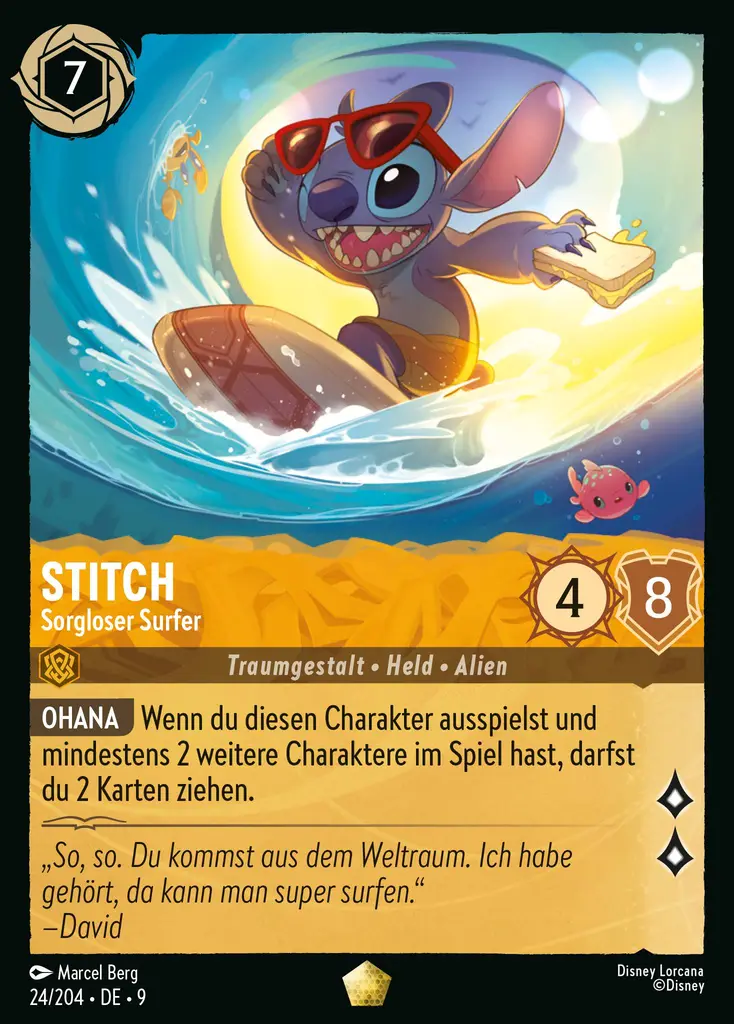 7
STITCH
Sorgloser Surfer
4
8
Traumgestalt • Held • Alien
OHANA Wenn du diesen Charakter ausspielst und
mindestens 2 weitere Charaktere im Spiel hast, darfst
du 2 Karten ziehen.
„So, so. Du kommst aus dem Weltraum. Ich habe
gehört, da kann man super surfen.“
–David
Marcel Berg
Disney Lorcana
24/204 • DE • 9
©Disney